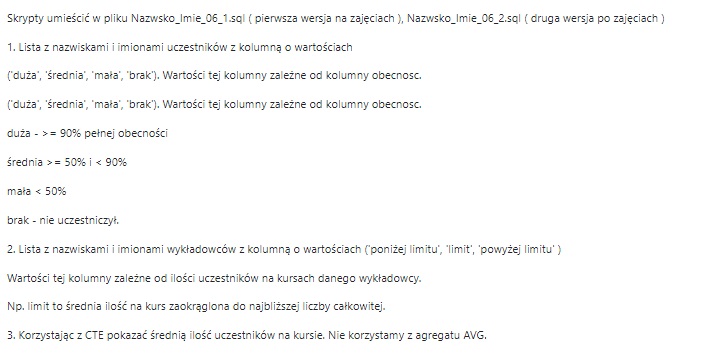 Skrypty umieścić w pliku Nazwsko_Imie_06_1.sql ( pierwsza wersja na zajęciach ), Nazwsko_Imie_06_2.sql ( druga wersja po zajęciach )
1. Lista z nazwiskami i imionami uczestników z kolumną o wartościach
('duża', 'średnia', 'mała', 'brak'). Wartości tej kolumny zależne od kolumny obecnosc.
('duża', 'średnia', 'mała', 'brak'). Wartości tej kolumny zależne od kolumny obecnosc.
duża - >= 90% pełnej obecności
średnia >= 50% i < 90%
mała < 50%
brak - nie uczestniczył.
2. Lista z nazwiskami i imionami wykładowców z kolumną o wartościach ('poniżej limitu', 'limit', 'powyżej limitu' )
Wartości tej kolumny zależne od ilości uczestników na kursach danego wykładowcy.
Np. limit to średnia ilość na kurs zaokrąglona do najbliższej liczby całkowitej.
3. Korzystając z CTE pokazać średnią ilość uczestników na kursie. Nie korzystamy z agregatu AVG.